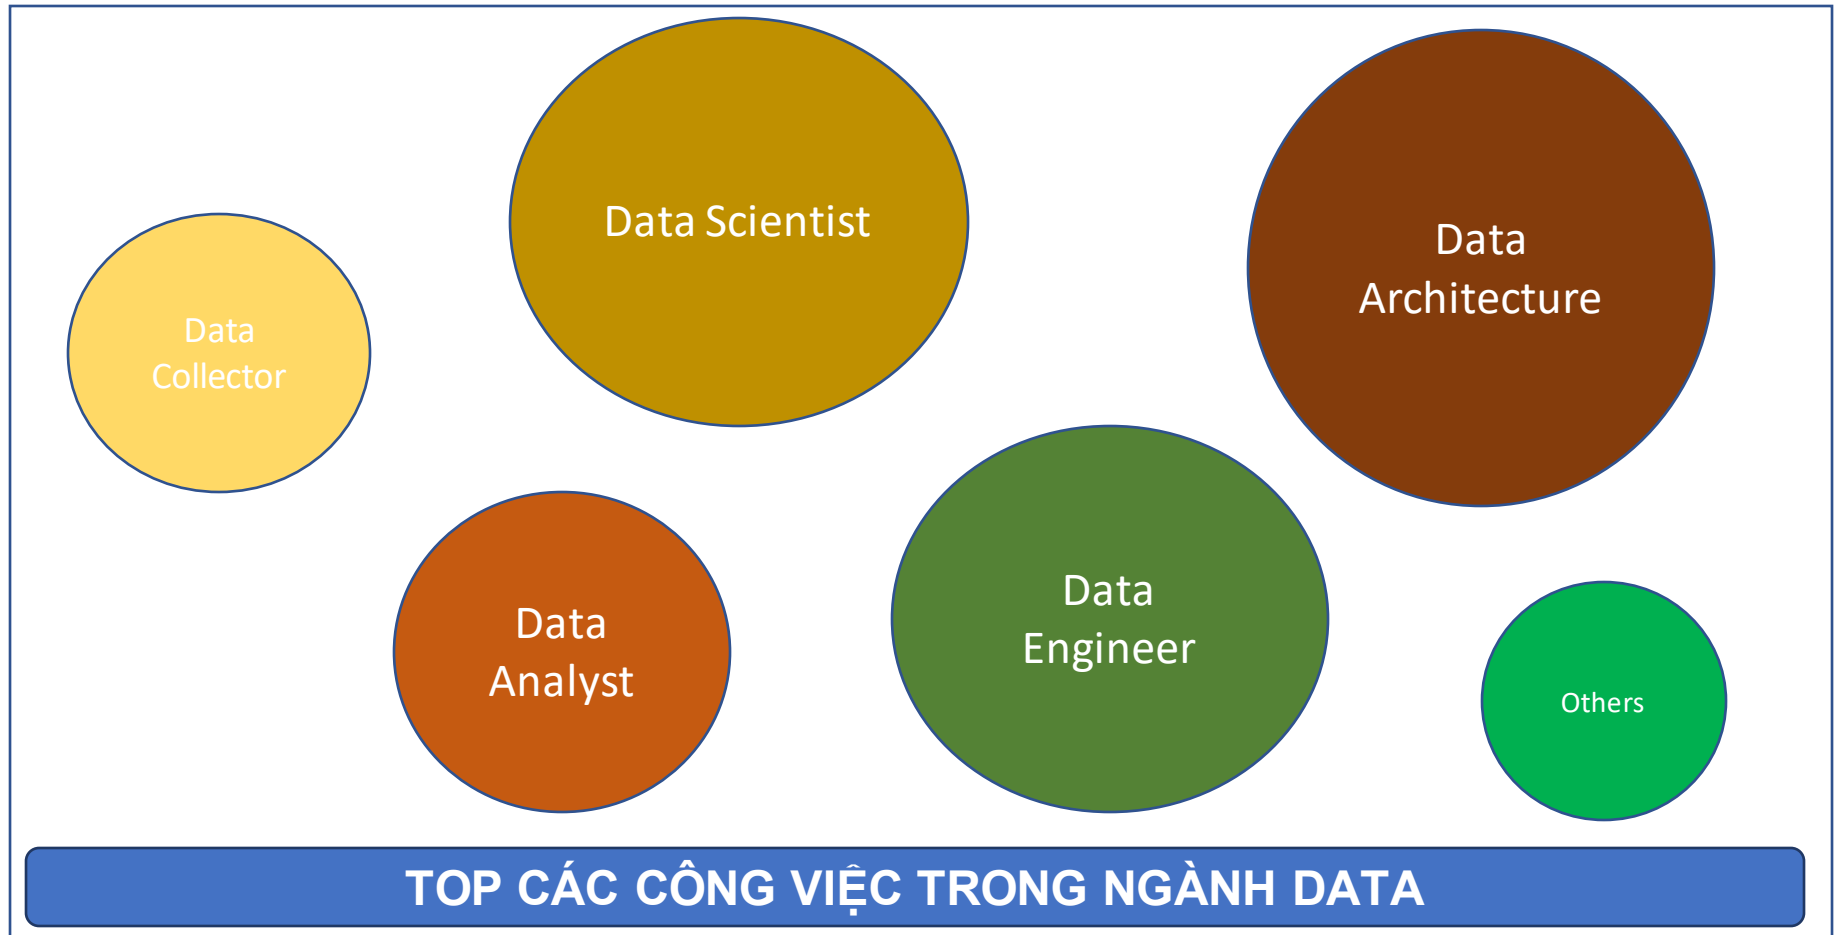 Data Scientist
Data
Architecture
Data
Collector
Data
Analyst
Data
Engineer
Others
TOP CÁC CÔNG VIỆC TRONG NGÀNH DATA